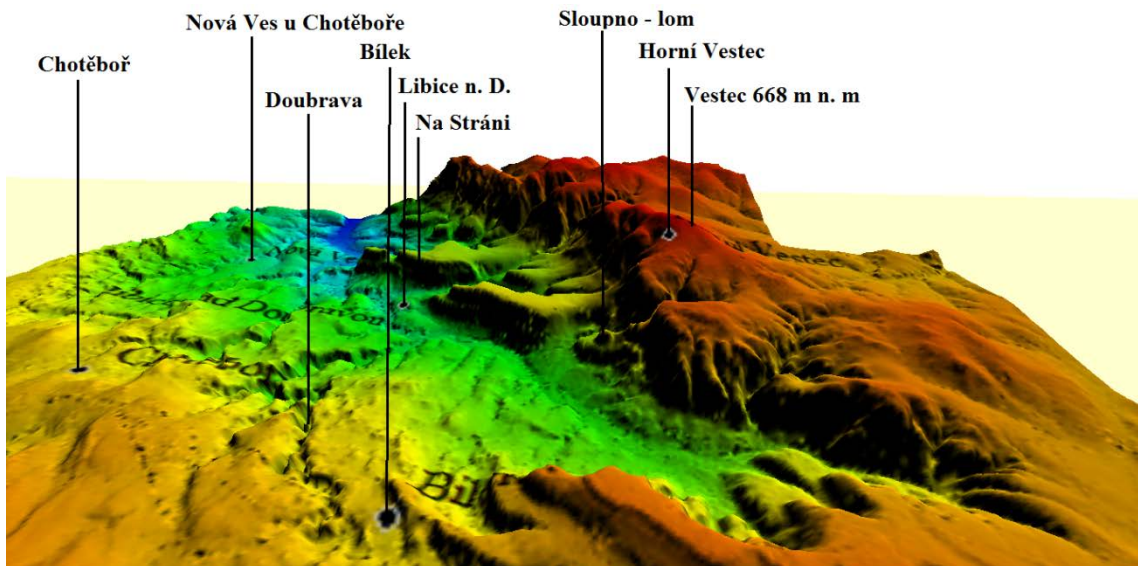 Sloupno - lom
Nová Ves u Chotěboře
Bílek
Horní Vestec
Chotěboř
Libice n. D.
Vestec 668 m n. m
Doubrava
Na Stráni